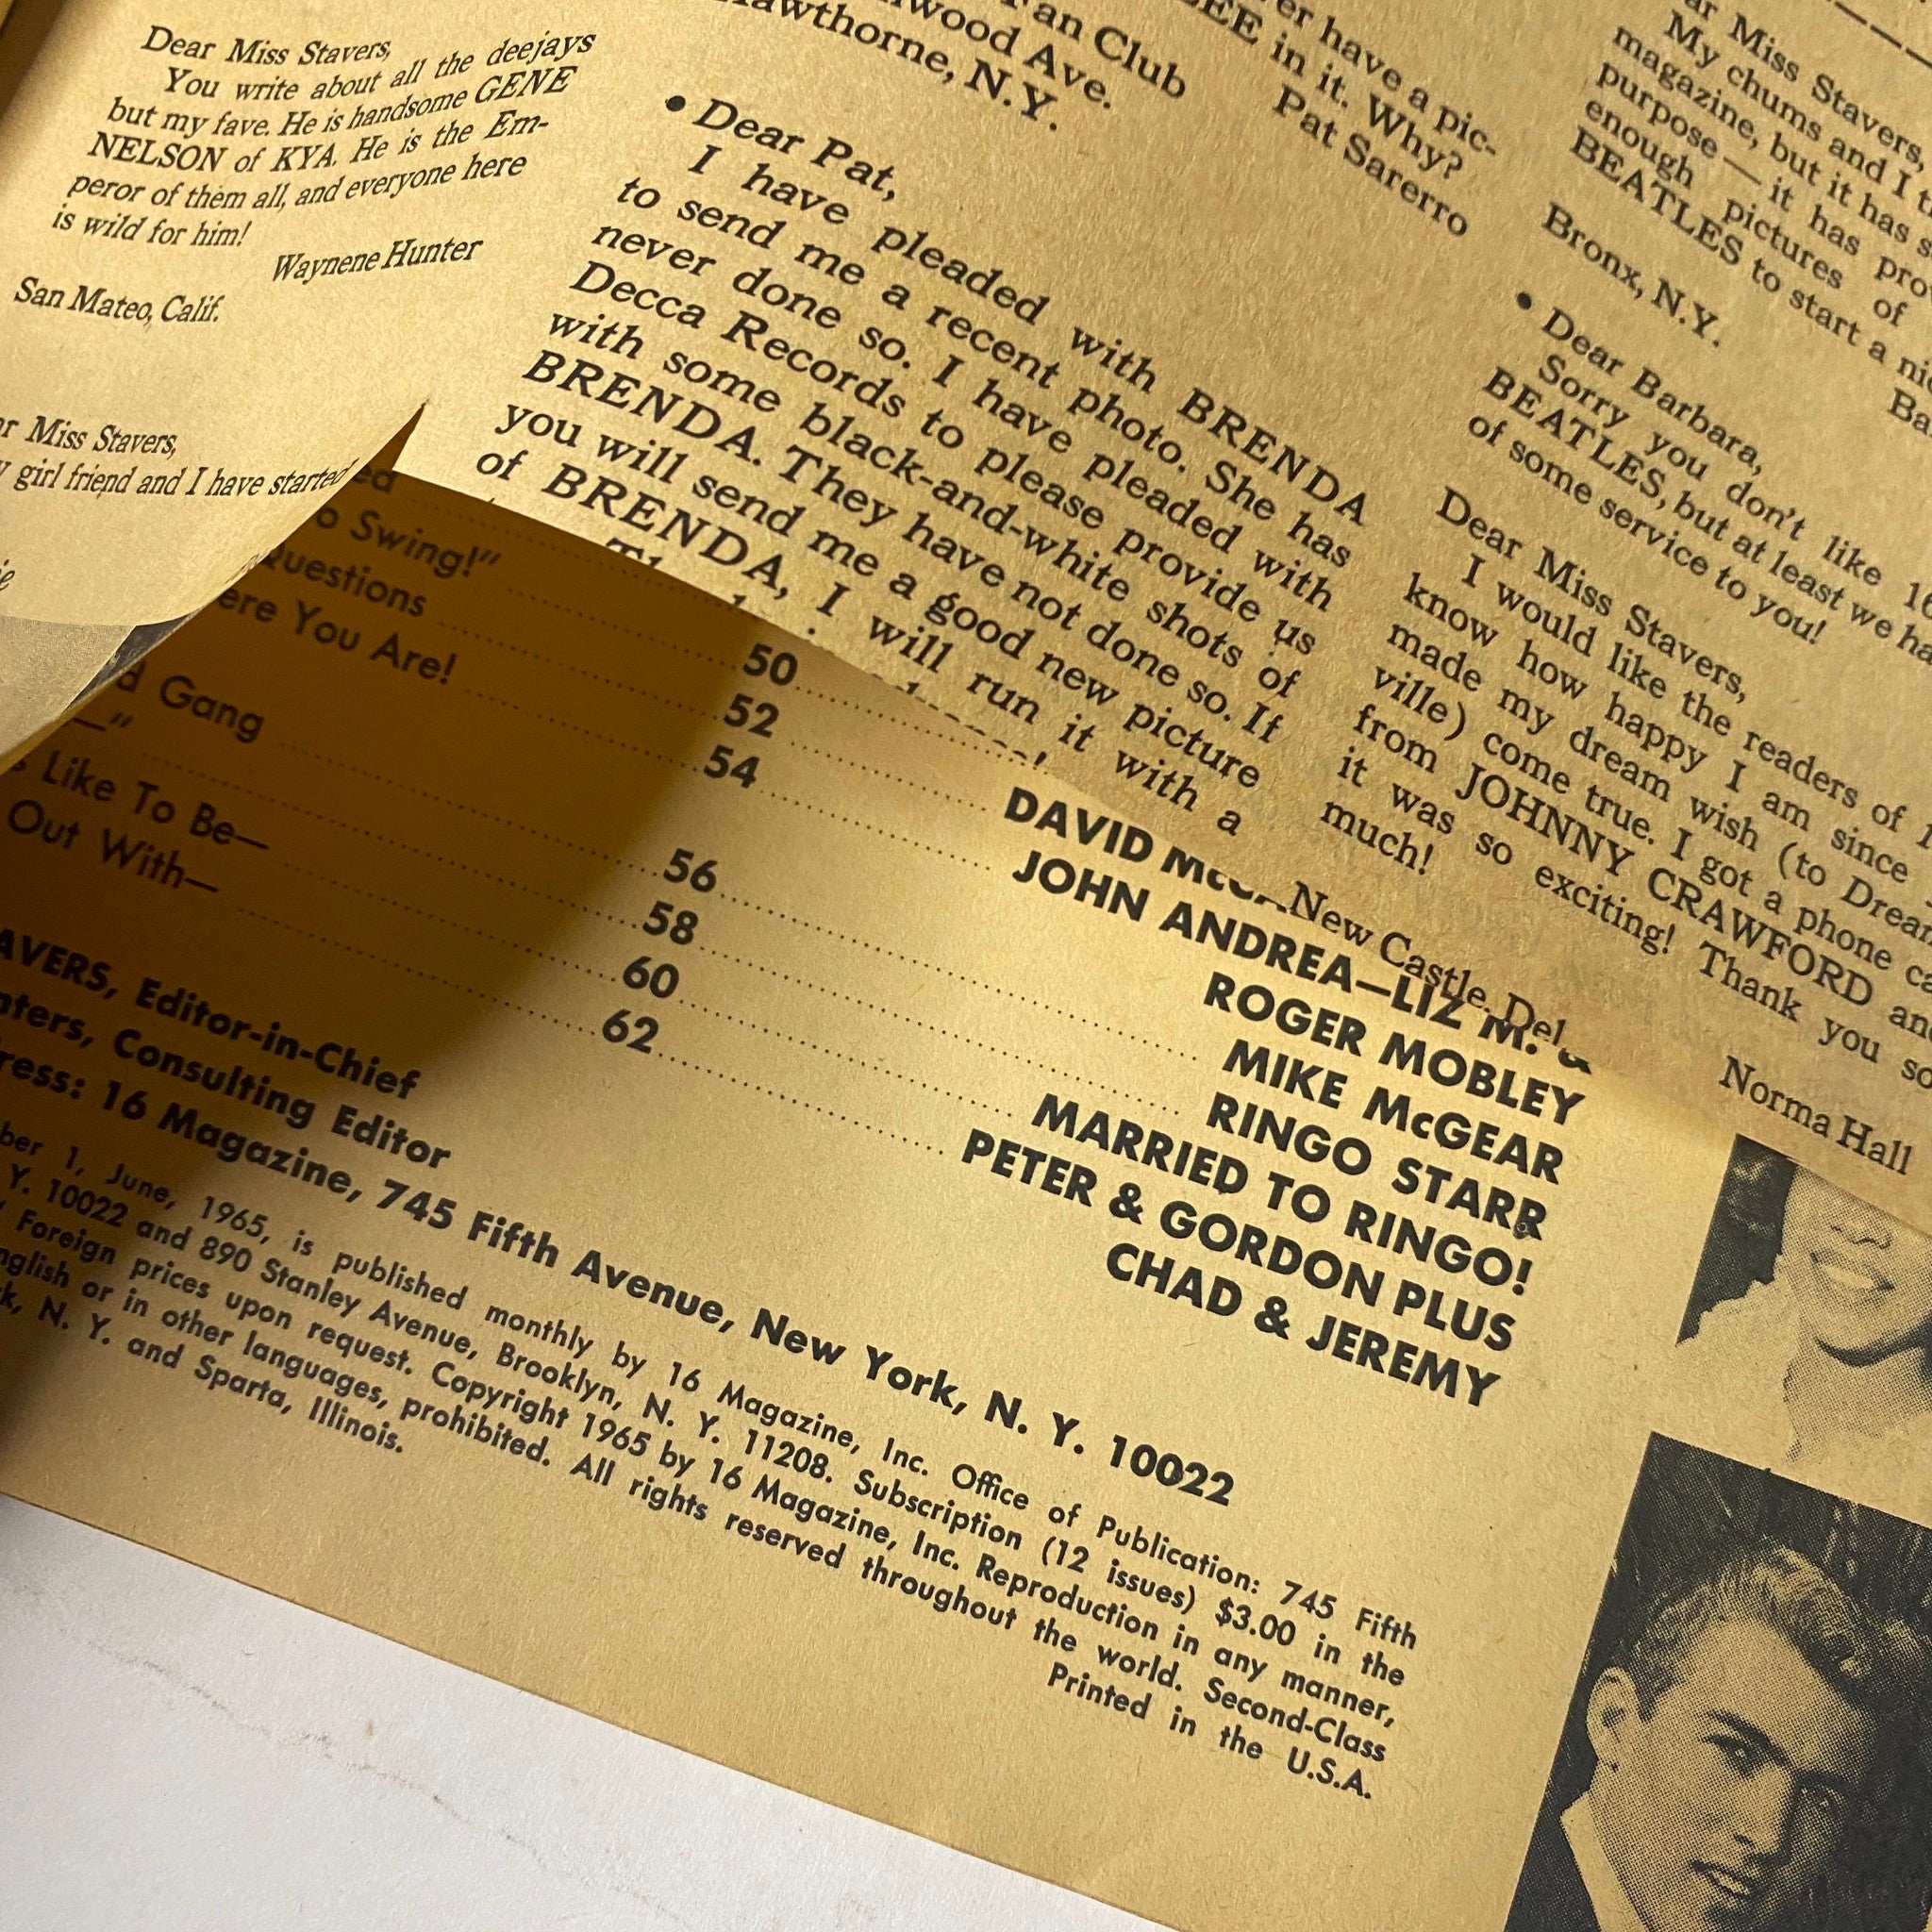 Dear Miss Stavers,
You write about all the deejays
but my fave. He is handsome GENE
NELSON of KYA. He is the Em-
peror of them all, and everyone here
is wild for him!
Waynene Hunter
San Mateo, Calif.
Miss Stavers,
girl friend and I have started
Fan Club
Ave.
Hawthorne, N.Y.
have a pic-
LEE in it. Why?
Pat Sarerro
• Dear Pat,
I have pleaded with BRENDA
to send me a recent photo. She has
never done so. I have pleaded with
Decca Records to please provide us
with some black-and-white shots of
BRENDA. They have not done so. If
you will send me a good new picture
of BRENDA, I will run it with a
New Castle, Del.
Miss Stavers,
My chums and I
magazine, but it has
purpose — it has
enough pictures of
BEATLES to start a
Bronx, N.Y.
• Dear Barbara,
Sorry you don't like
BEATLES, but at least we
of some service to you!
Dear Miss Stavers,
I would like the readers of
know how happy I am since
made my dream wish (to
ville) come true. I got a phone
from JOHNNY CRAWFORD
it was so exciting! Thank you so
much!
Norma Hall
Swing!"
Questions
50
You Are!
52
DAVID
54
JOHN ANDREA—LIZ M. &
Gang
ROGER MOBLEY
—"
56
MIKE McGEAR
58
RINGO STARR
Like To Be—
60
MARRIED TO RINGO!
Out With—
62
PETER & GORDON PLUS
CHAD & JEREMY
Editor-in-Chief
Consulting Editor
16 Magazine, 745 Fifth Avenue, New York, N. Y. 10022
1, June, 1965, is published monthly by 16 Magazine, Inc. Office of Publication: 745 Fifth
Y. 10022 and 890 Stanley Avenue, Brooklyn, N. Y. 11208. Subscription (12 issues) $3.00 in the
Foreign prices upon request. Copyright 1965 by 16 Magazine, Inc. Reproduction in any manner,
or in other languages, prohibited. All rights reserved throughout the world. Second-Class
N. Y. and Sparta, Illinois.
Printed in the U.S.A.